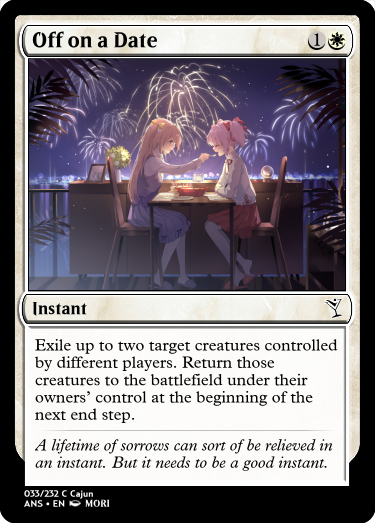 Off on a Date
1
Instant
Exile up to two target creatures controlled
by different players. Return those
creatures to the battlefield under their
owners' control at the beginning of the
next end step.
A lifetime of sorrows can sort of be relieved in
an instant. But it needs to be a good instant.
033/232 C Cajun
ANS • EN MORI